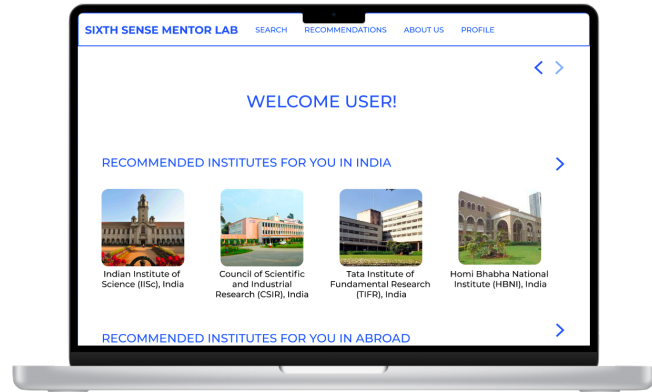 SIXTH SENSE MENTOR LAB SEARCH RECOMMENDATIONS ABOUT US PROFILE
WELCOME USER!
RECOMMENDED INSTITUTES FOR YOU IN INDIA
Indian Institute of
Science (IISc), India
Council of Scientific
and Industrial
Research (CSIR), India
Tata Institute of
Fundamental Research
(TIFR), India
Homi Bhabha National
Institute (HBNI), India
RECOMMENDED INSTITUTES FOR YOU IN ABROAD